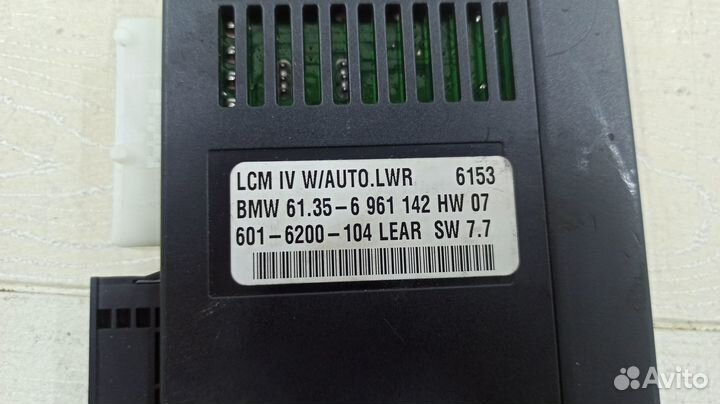 LCM IV W/AUTO.LWR 6153
BMW 61.35-6 961 142 HW 07
601-6200-104 LEAR SW 7.7
Avito